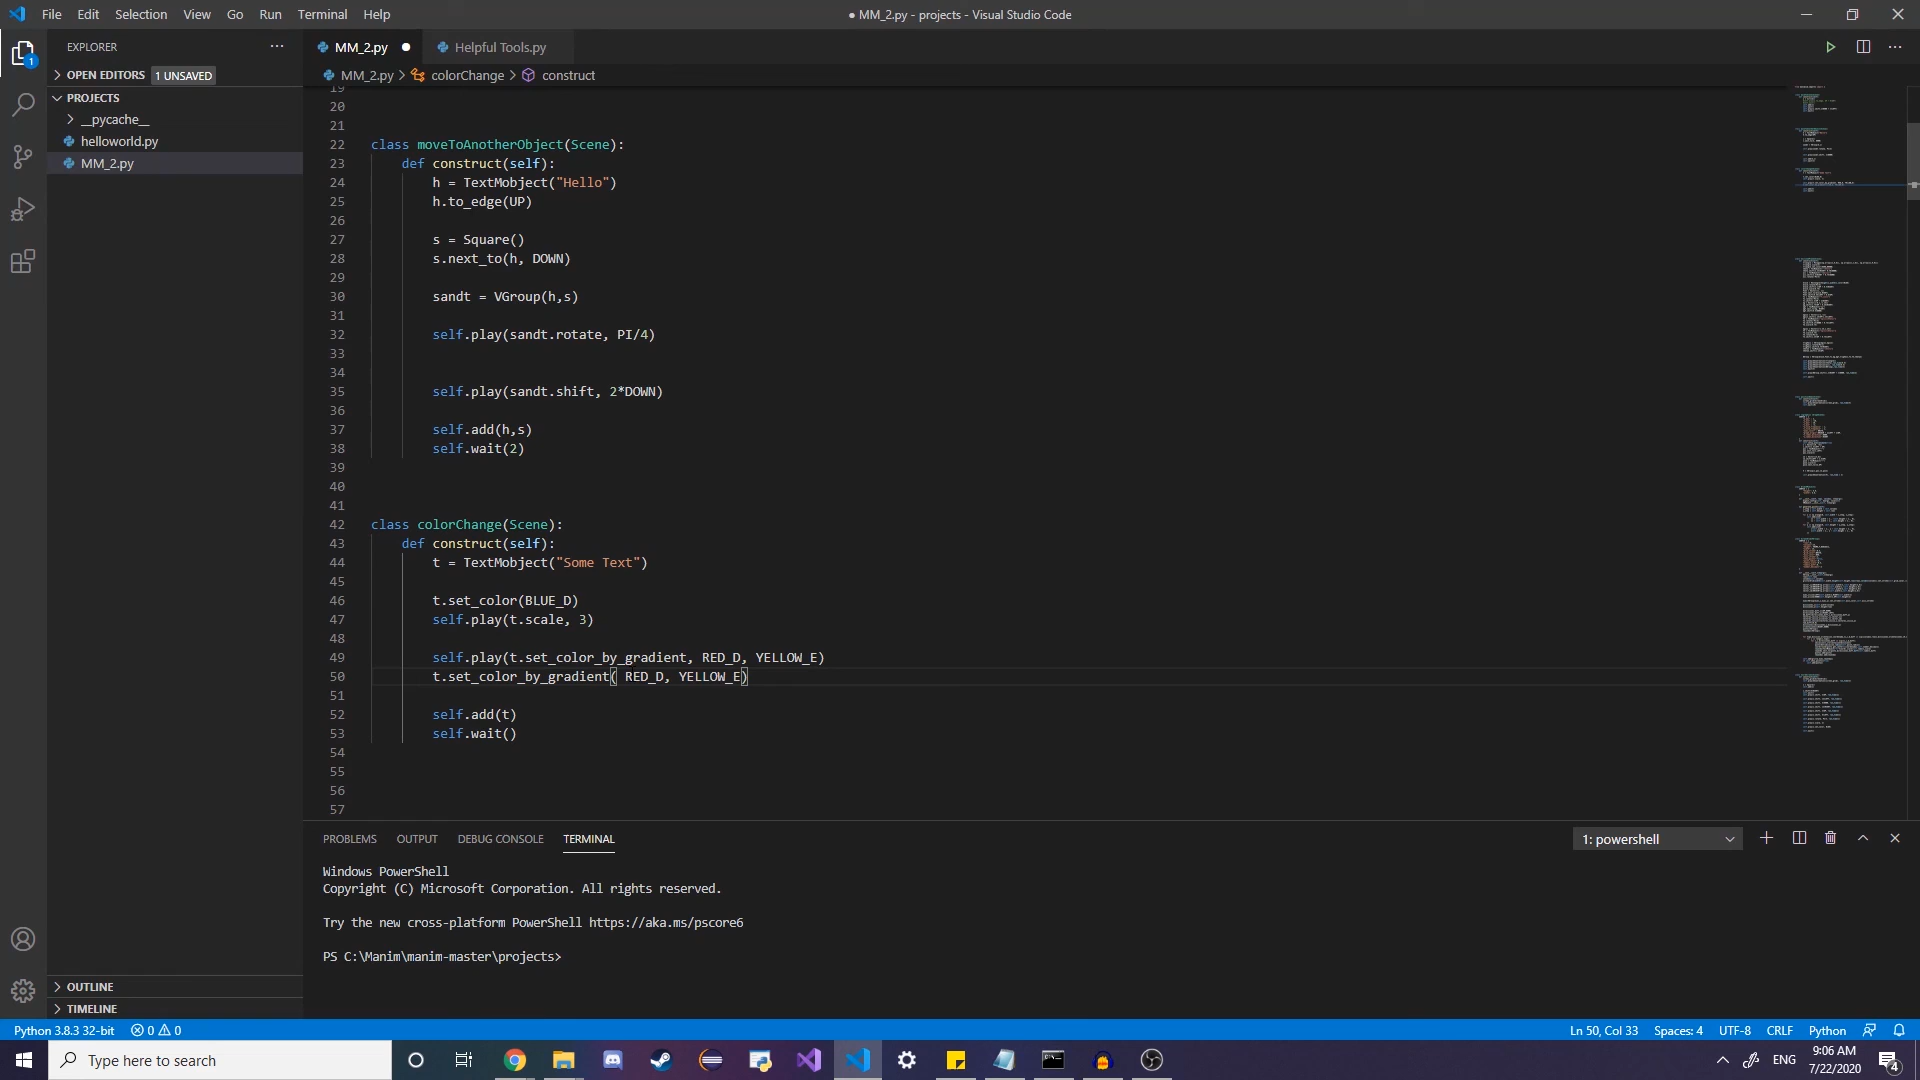 File Edit Selection View Go Run Terminal Help
● MM_2.py - projects - Visual Studio Code
EXPLORER
OPEN EDITORS 1 UNSAVED
PROJECTS
__pycache__
helloworld.py
MM_2.py
OUTLINE
TIMELINE
MM_2.py ● Helpful Tools.py
MM_2.py > colorChange > construct
19
20
21
22 class moveToAnotherObject(Scene):
23 def construct(self):
24 h = TextMobject("Hello")
25 h.to_edge(UP)
26
27 s = Square()
28 s.next_to(h, DOWN)
29
30 sandt = VGroup(h,s)
31
32 self.play(sandt.rotate, PI/4)
33
34
35 self.play(sandt.shift, 2*DOWN)
36
37 self.add(h,s)
38 self.wait(2)
39
40
41
42 class colorChange(Scene):
43 def construct(self):
44 t = TextMobject("Some Text")
45
46 t.set_color(BLUE_D)
47 self.play(t.scale, 3)
48
49 self.play(t.set_color_by_gradient, RED_D, YELLOW_E)
50 t.set_color_by_gradient( RED_D, YELLOW_E)
51
52 self.add(t)
53 self.wait()
54
55
56
57
PROBLEMS OUTPUT DEBUG CONSOLE TERMINAL
1: powershell
Windows PowerShell
Copyright (C) Microsoft Corporation. All rights reserved.
Try the new cross-platform PowerShell https://aka.ms/pscore6
PS C:\Manim\manim-master\projects>
Python 3.8.3 32-bit 0 0
Ln 50, Col 33 Spaces: 4 UTF-8 CRLF Python
Type here to search
ENG
9:06 AM
7/22/2020
4
1